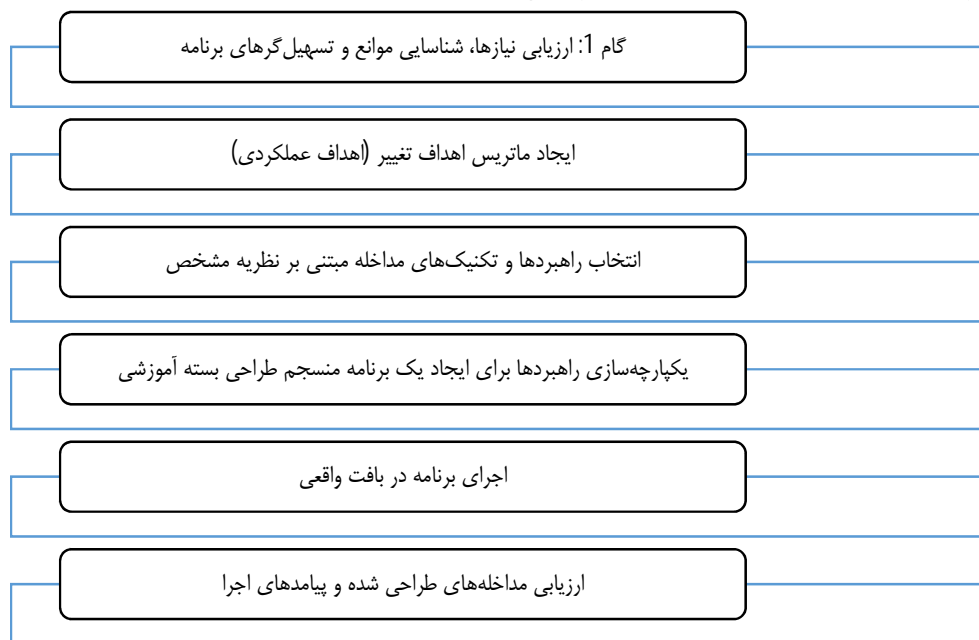 گام 1: ارزیابی نیازها، شناسایی موانع و تسهیل‌گرهای برنامه
ایجاد ماتریس اهداف تغییر (اهداف عملکردی)
انتخاب راهبردها و تکنیک‌های مداخله مبتنی بر نظریه مشخص
یکپارچه‌سازی راهبردها برای ایجاد یک برنامه منسجم طراحی بسته آموزشی
اجرای برنامه در بافت واقعی
ارزیابی مداخله‌های طراحی شده و پیامدهای اجرا